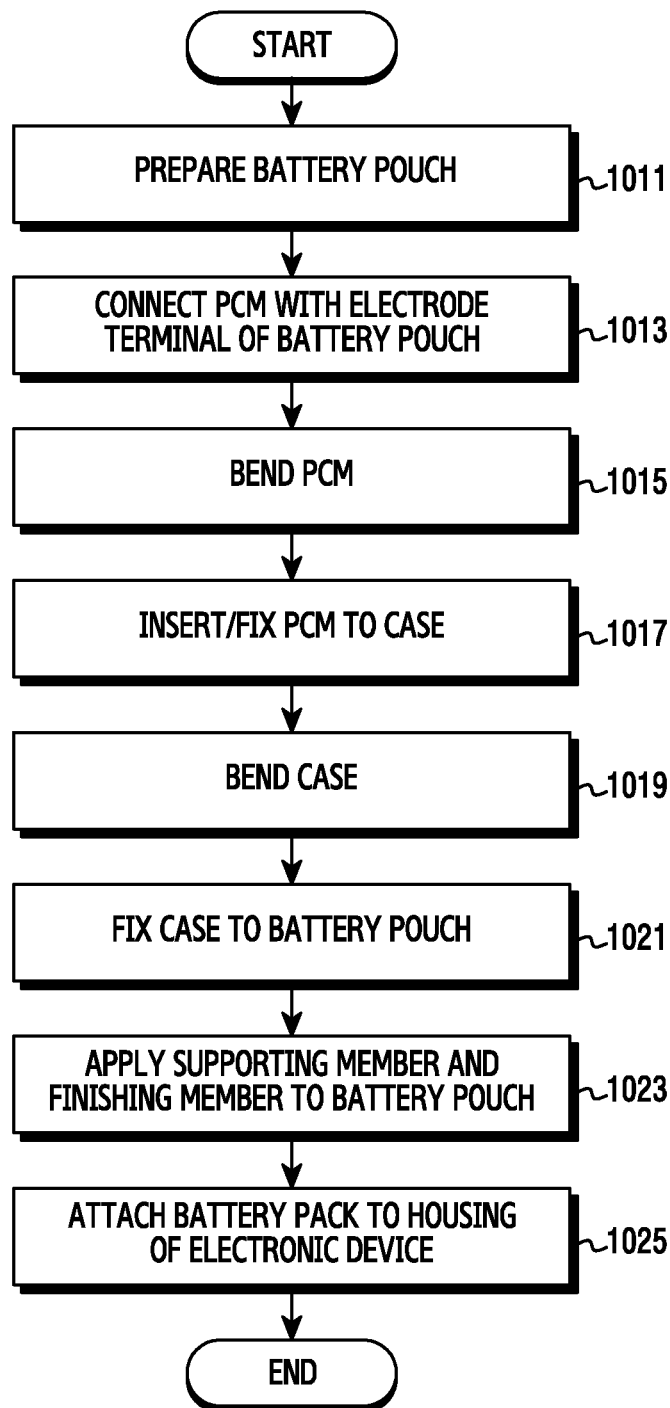 START
PREPARE BATTERY POUCH
1011
CONNECT PCM WITH ELECTRODE
TERMINAL OF BATTERY POUCH
1013
BEND PCM
1015
INSERT/FIX PCM TO CASE
1017
BEND CASE
1019
FIX CASE TO BATTERY POUCH
1021
APPLY SUPPORTING MEMBER AND
FINISHING MEMBER TO BATTERY POUCH
1023
ATTACH BATTERY PACK TO HOUSING
OF ELECTRONIC DEVICE
1025
END